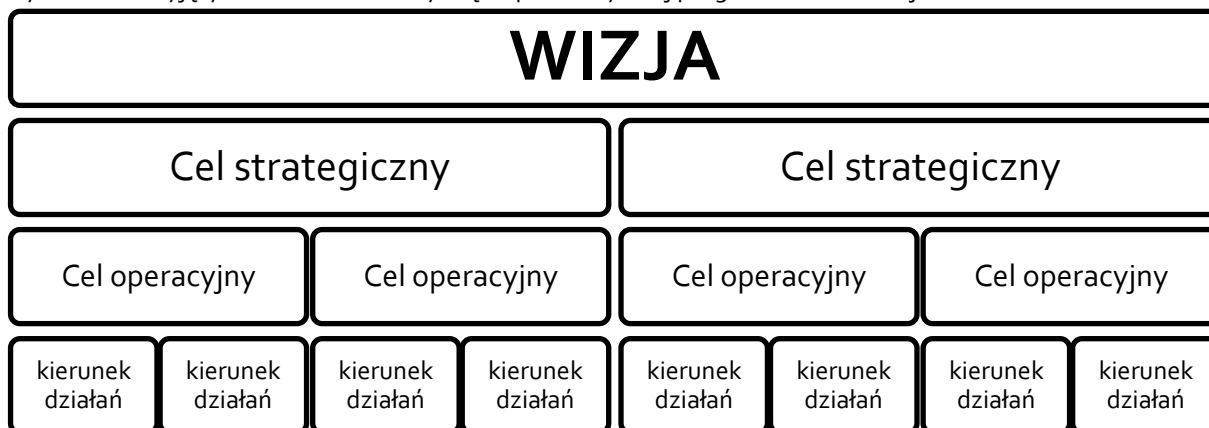 WIZJA
Cel strategiczny Cel strategiczny
Cel operacyjny Cel operacyjny Cel operacyjny Cel operacyjny
kierunek kierunek kierunek kierunek kierunek kierunek kierunek kierunek
działań działań działań działań działań działań działań działań